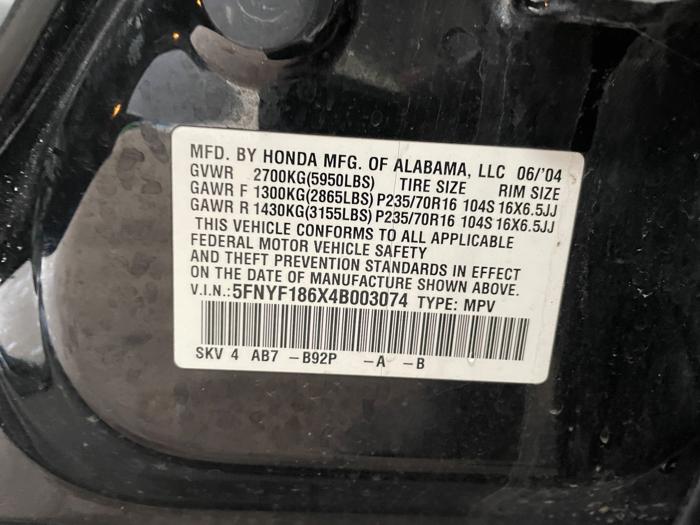 MFD. BY HONDA MFG. OF ALABAMA, LLC 06/'04
GVWR 2700KG(5950LBS) TIRE SIZE RIM SIZE
GAWR F 1300KG(2865LBS) P235/70R16 104S 16X6.5JJ
GAWR R 1430KG(3155LBS) P235/70R16 104S 16X6.5JJ
THIS VEHICLE CONFORMS TO ALL APPLICABLE
FEDERAL MOTOR VEHICLE SAFETY
AND THEFT PREVENTION STANDARDS IN EFFECT
ON THE DATE OF MANUFACTURE SHOWN ABOVE.
V.I.N.:5FNYF186X4B003074 TYPE: MPV
SKV 4 AB7 -B92P -A -B